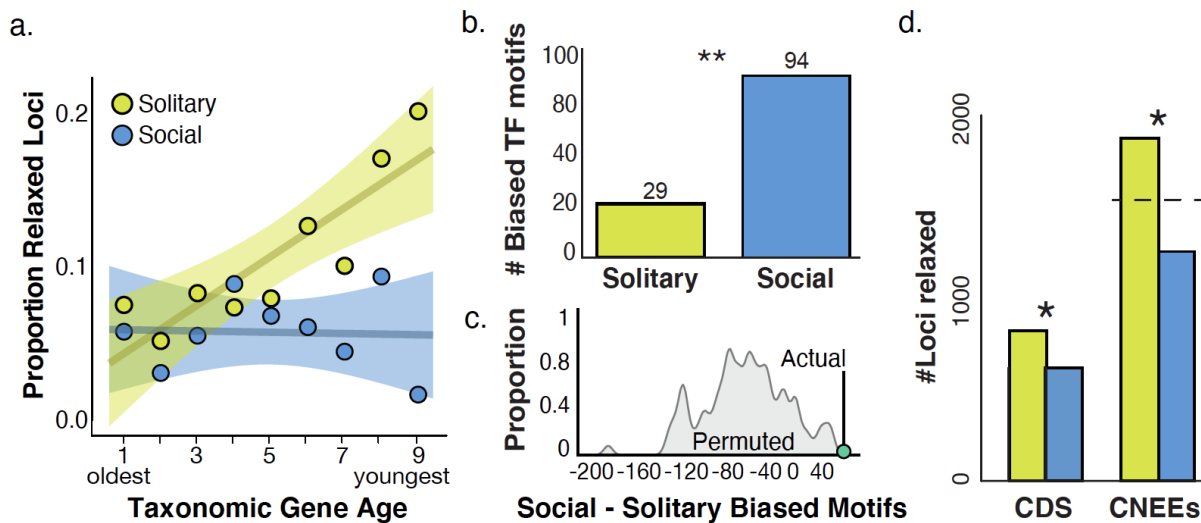 a.
Proportion Relaxed Loci
0.2
0.1
0.0
Solitary
Social
1 3 5 7 9
oldest youngest
Taxonomic Gene Age
b.
# Biased TF motifs
100
80
60
40
20
0
**
29
94
Solitary Social
c.
Proportion
1
0.8
0.4
0
Actual
Permuted
-200 -160 -120 -80 -40 0 40
Social - Solitary Biased Motifs
d.
#Loci relaxed
2000
1000
0
*
*
CDS CNEEs